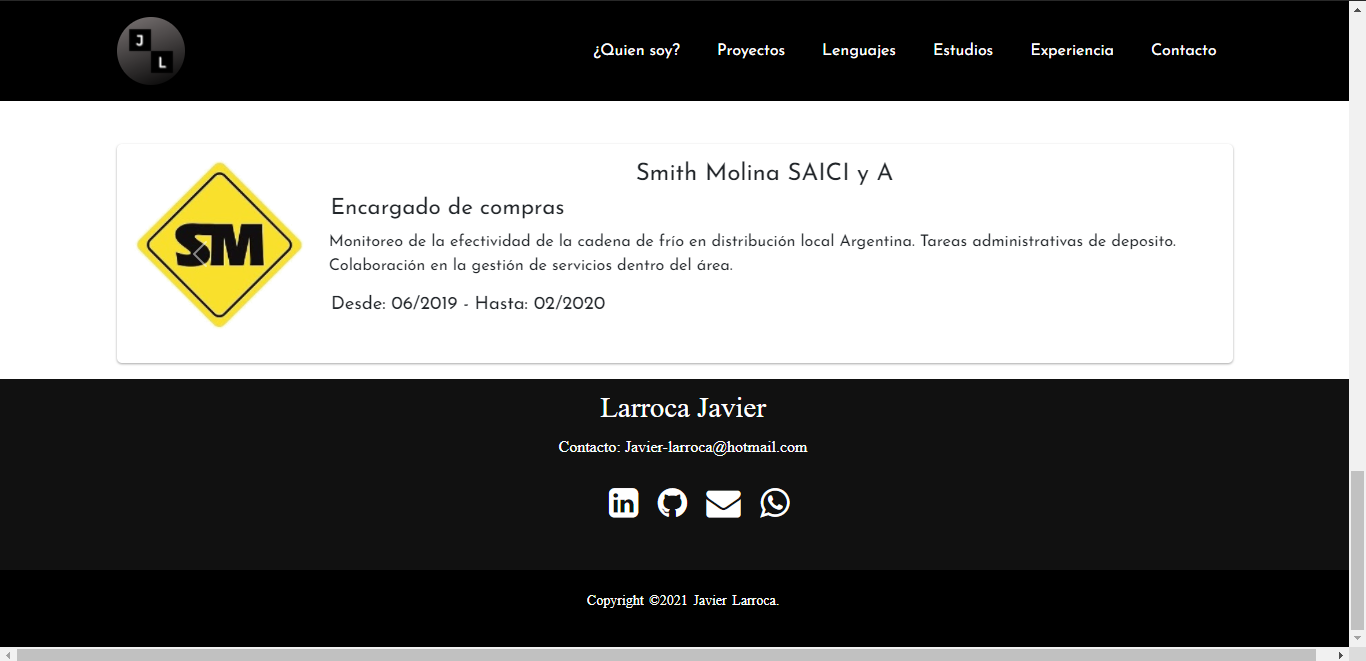 J
L
¿Quien soy? Proyectos Lenguajes Estudios Experiencia Contacto
SM
Smith Molina SAICI y A
Encargado de compras
Monitoreo de la efectividad de la cadena de frío en distribución local Argentina. Tareas administrativas de deposito.
Colaboración en la gestión de servicios dentro del área.
Desde: 06/2019 - Hasta: 02/2020
Larroca Javier
Contacto: Javier-larroca@hotmail.com
in
Copyright ©2021 Javier Larroca.